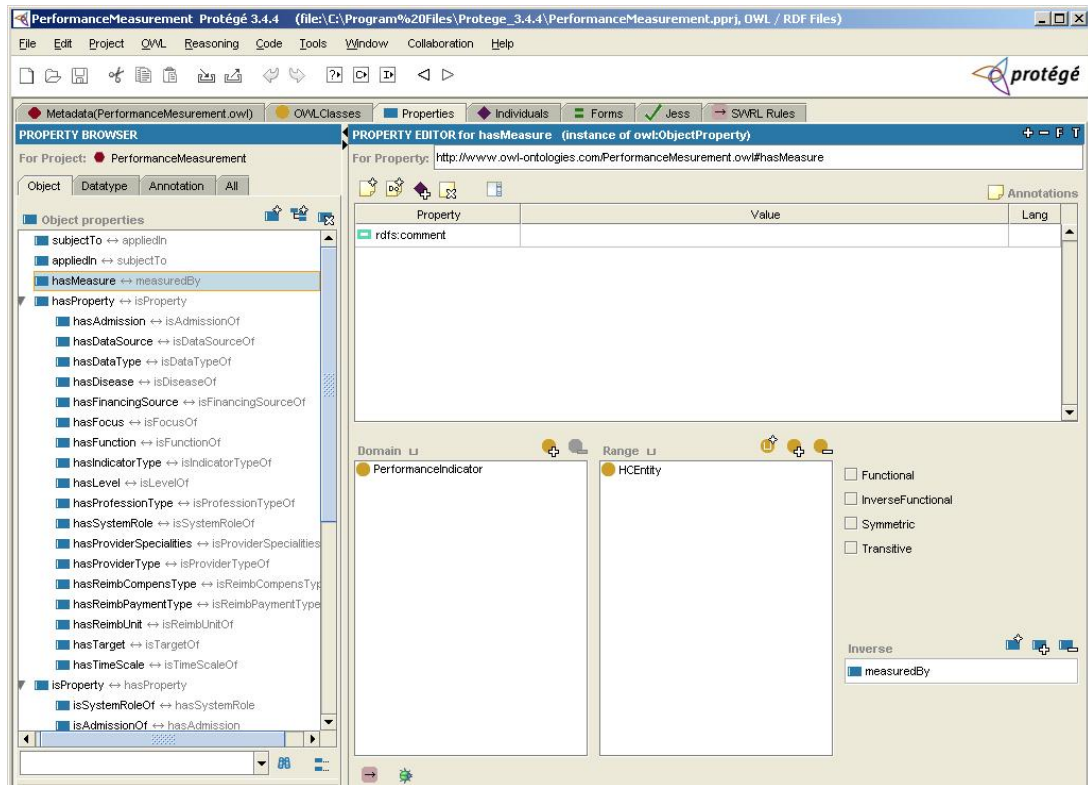 PerformanceMeasurement Protégé 3.4.4 (file:\C:\Program%20Files\Protege_3.4.4\PerformanceMeasurement.pprj, OWL / RDF Files)
File Edit Project OWL Reasoning Code Tools Window Collaboration Help
protégé
Metadata(PerformanceMesurement.owl) OWLClasses Properties Individuals Forms Jess SWRL Rules
PROPERTY BROWSER
For Project: PerformanceMeasurement
Object Datatype Annotation All
Object properties
subjectTo ↔ appliedIn
appliedIn ↔ subjectTo
hasMeasure ↔ measuredBy
hasProperty ↔ isProperty
hasAdmission ↔ isAdmissionOf
hasDataSource ↔ isDataSourceOf
hasDataType ↔ isDataTypeOf
hasDisease ↔ isDiseaseOf
hasFinancingSource ↔ isFinancingSourceOf
hasFocus ↔ isFocusOf
hasFunction ↔ isFunctionOf
hasIndicatorType ↔ isIndicatorTypeOf
hasLevel ↔ isLevelOf
hasProfessionType ↔ isProfessionTypeOf
hasSystemRole ↔ isSystemRoleOf
hasProviderSpecialities ↔ isProviderSpecialities
hasProviderType ↔ isProviderTypeOf
hasReimbCompensType ↔ isReimbCompensTyp
hasReimbPaymentType ↔ isReimbPaymentType
hasReimbUnit ↔ isReimbUnitOf
hasTarget ↔ isTargetOf
hasTimeScale ↔ isTimeScaleOf
isProperty ↔ hasProperty
isSystemRoleOf ↔ hasSystemRole
isAdmissionOf ↔ hasAdmission
PROPERTY EDITOR for hasMeasure (instance of owl:ObjectProperty) + − F T
For Property: http://www.owl-ontologies.com/PerformanceMesurement.owl#hasMeasure
Annotations
Property Value Lang
rdfs:comment
Domain ⊔
PerformanceIndicator
Range ⊔
HCEntity
Functional
InverseFunctional
Symmetric
Transitive
Inverse
measuredBy